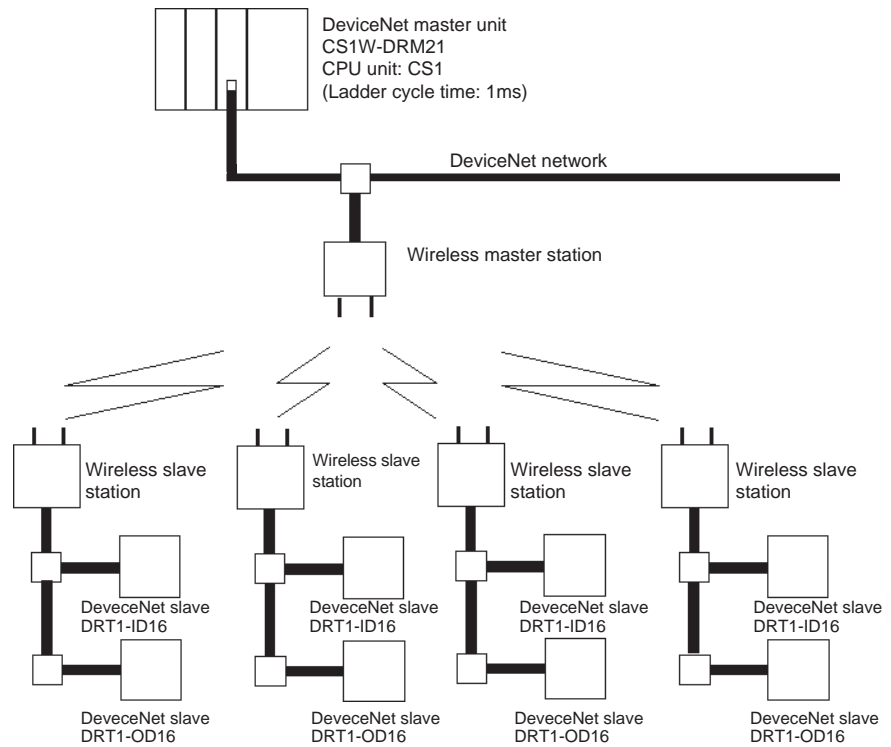 DeviceNet master unit
CS1W-DRM21
CPU unit: CS1
(Ladder cycle time: 1ms)
DeviceNet network
Wireless master station
Wireless slave
station
Wireless slave
station
Wireless slave
station
Wireless slave
station
DeveceNet slave
DRT1-ID16
DeveceNet slave
DRT1-ID16
DeveceNet slave
DRT1-ID16
DeveceNet slave
DRT1-ID16
DeveceNet slave
DRT1-OD16
DeveceNet slave
DRT1-OD16
DeveceNet slave
DRT1-OD16
DeveceNet slave
DRT1-OD16